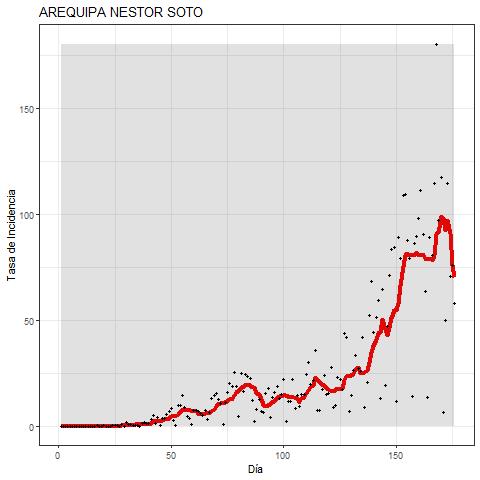 AREQUIPA NESTOR SOTO
Tasa de Incidencia
150
100
50
0
0 50 100 150
Día